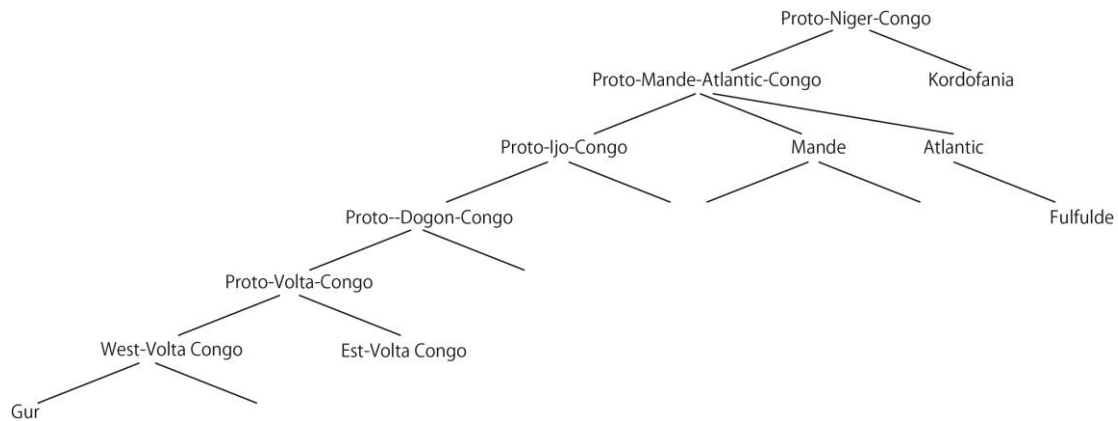 Proto-Niger-Congo
Proto-Mande-Atlantic-Congo
Kordofania
Proto-Ijo-Congo
Mande
Atlantic
Proto--Dogon-Congo
Fulfulde
Proto-Volta-Congo
West-Volta Congo
Est-Volta Congo
Gur